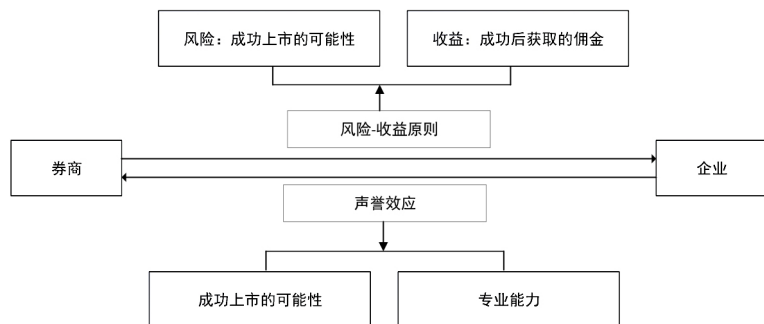 风险：成功上市的可能性
收益：成功后获取的佣金
风险-收益原则
券商
企业
声誉效应
成功上市的可能性
专业能力